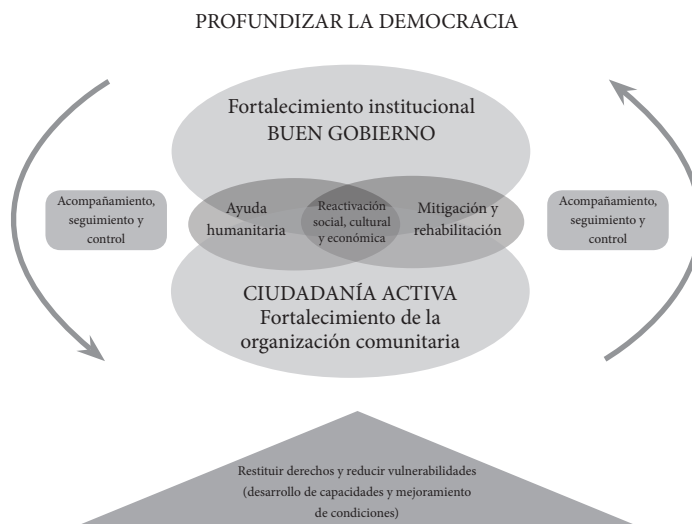 PROFUNDIZAR LA DEMOCRACIA
Fortalecimiento institucional
BUEN GOBIERNO
Acompañamiento,
seguimiento y
control
Ayuda
humanitaria
Reactivación
social, cultural
y económica
Mitigación y
rehabilitación
Acompañamiento,
seguimiento y
control
CIUDADANÍA ACTIVA
Fortalecimiento de la
organización comunitaria
Restituir derechos y reducir vulnerabilidades
(desarrollo de capacidades y mejoramiento
de condiciones)